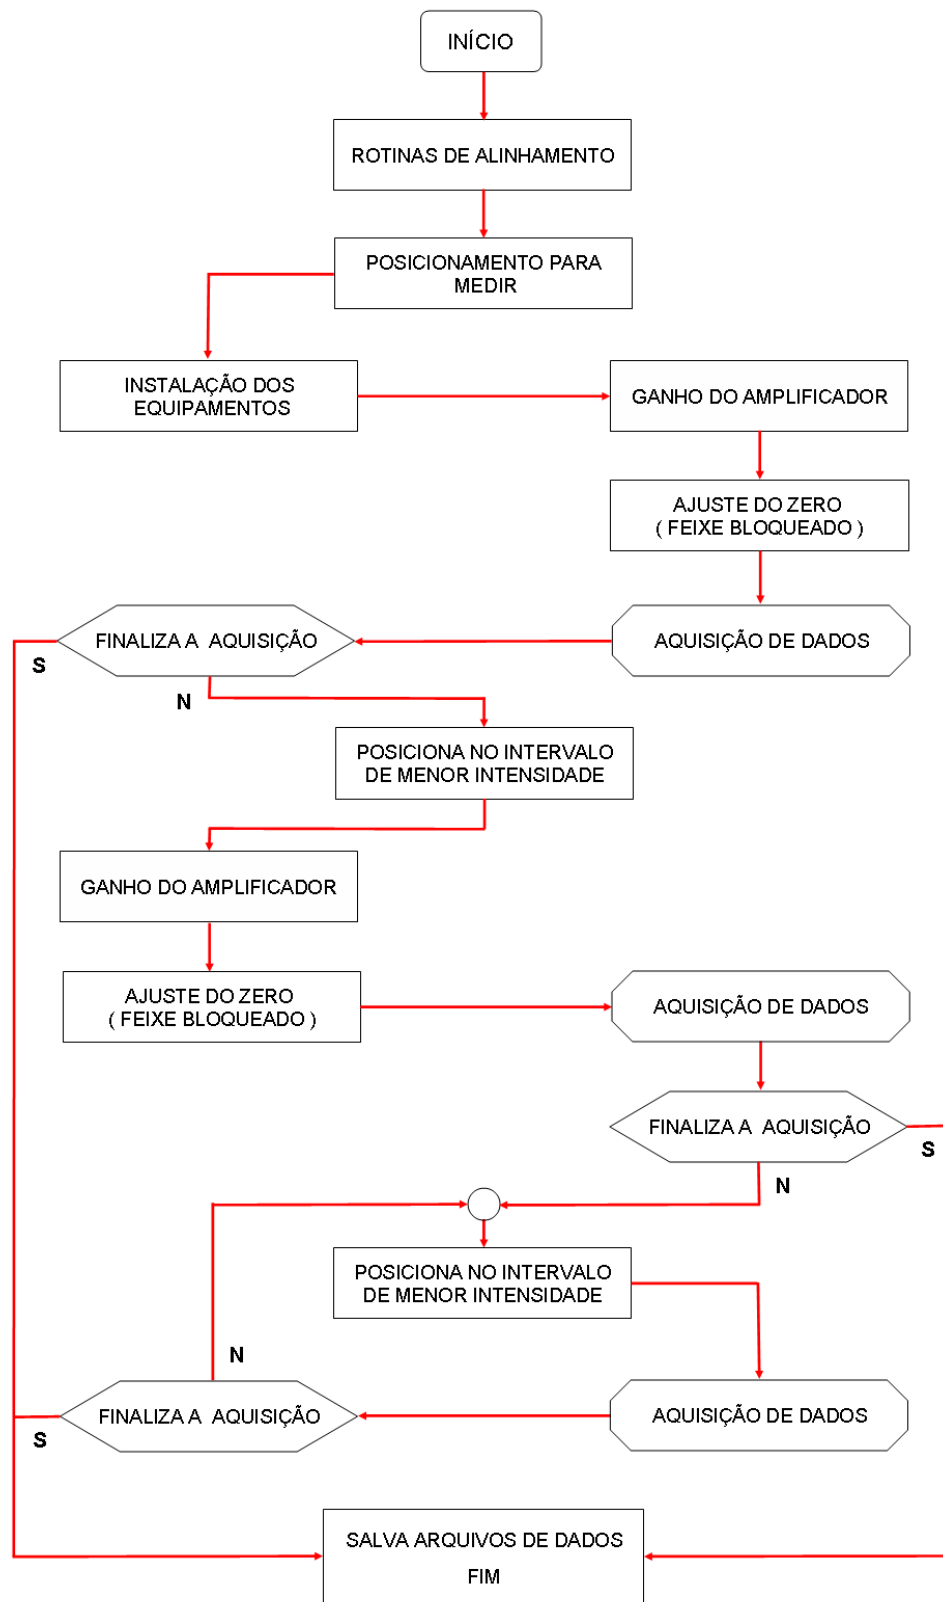 INÍCIO
ROTINAS DE ALINHAMENTO
POSICIONAMENTO PARA
MEDIR
INSTALAÇÃO DOS
EQUIPAMENTOS
GANHO DO AMPLIFICADOR
AJUSTE DO ZERO
( FEIXE BLOQUEADO )
AQUISIÇÃO DE DADOS
FINALIZA A AQUISIÇÃO
S
N
POSICIONA NO INTERVALO
DE MENOR INTENSIDADE
GANHO DO AMPLIFICADOR
AJUSTE DO ZERO
( FEIXE BLOQUEADO )
AQUISIÇÃO DE DADOS
FINALIZA A AQUISIÇÃO
S
N
POSICIONA NO INTERVALO
DE MENOR INTENSIDADE
AQUISIÇÃO DE DADOS
FINALIZA A AQUISIÇÃO
N
S
SALVA ARQUIVOS DE DADOS
FIM